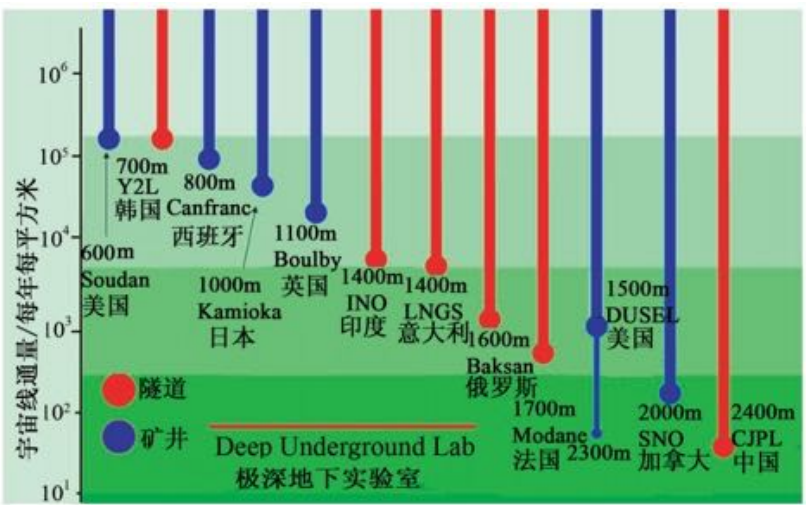 宇宙线通量/每年每平方米
10⁶
10⁵
10⁴
10³
10²
10¹
600m
Soudan
美国
700m
Y2L
韩国
800m
Canfranc
西班牙
1000m
Kamioka
日本
1100m
Boulby
英国
1400m
INO
印度
1400m
LNGS
意大利
1600m
Baksan
俄罗斯
1700m
Modane
法国
1500m
DUSEL
美国
2300m
2000m
SNO
加拿大
2400m
CJPL
中国
隧道
矿井
Deep Underground Lab
极深地下实验室